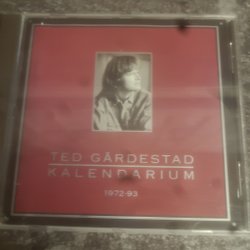 TED GÄRDESTAD
KALENDARIUM
1972-93